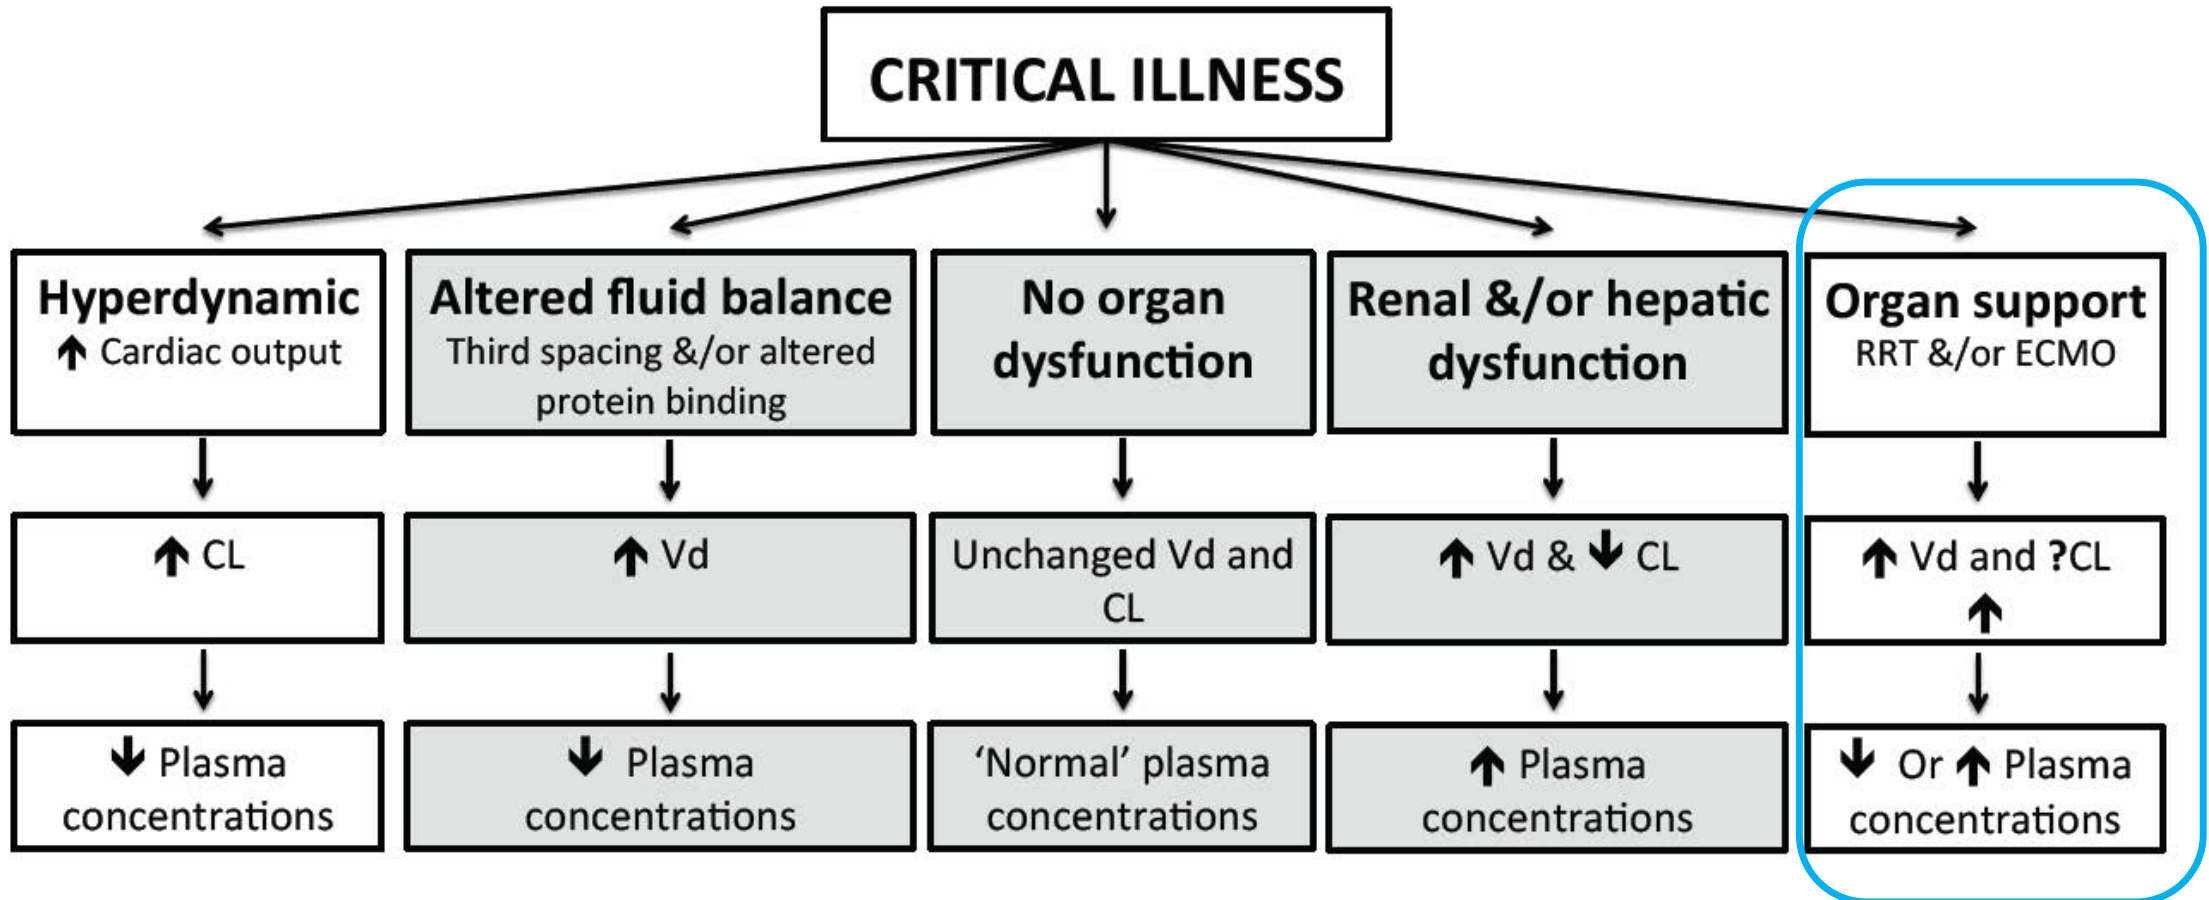 CRITICAL ILLNESS
Hyperdynamic
↑ Cardiac output
Altered fluid balance
Third spacing &/or altered
protein binding
No organ
dysfunction
Renal &/or hepatic
dysfunction
Organ support
RRT &/or ECMO
↑ CL
↑ Vd
Unchanged Vd and
CL
↑ Vd & ↓ CL
↑ Vd and ?CL
↑
↓ Plasma
concentrations
↓ Plasma
concentrations
‘Normal’ plasma
concentrations
↑ Plasma
concentrations
↓ Or ↑ Plasma
concentrations